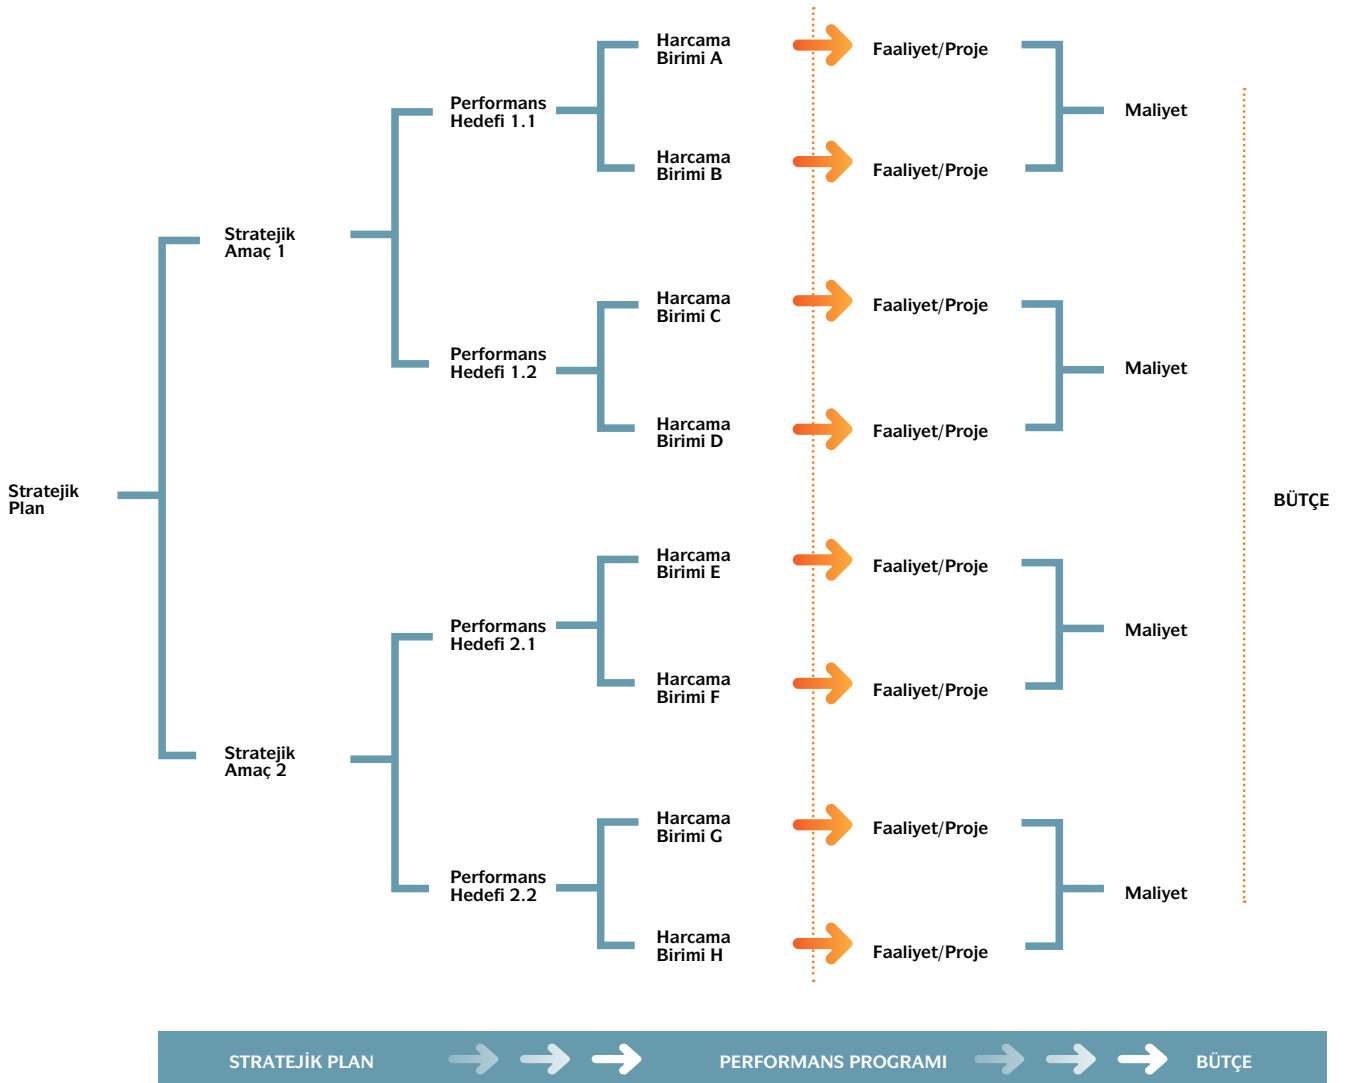 Harcama
Birimi A
Faaliyet/Proje
Performans
Hedefi 1.1
Maliyet
Harcama
Birimi B
Faaliyet/Proje
Stratejik
Amaç 1
Harcama
Birimi C
Faaliyet/Proje
Performans
Hedefi 1.2
Maliyet
Harcama
Birimi D
Faaliyet/Proje
Stratejik
Plan
BÜTÇE
Harcama
Birimi E
Faaliyet/Proje
Performans
Hedefi 2.1
Maliyet
Harcama
Birimi F
Faaliyet/Proje
Stratejik
Amaç 2
Harcama
Birimi G
Faaliyet/Proje
Performans
Hedefi 2.2
Maliyet
Harcama
Birimi H
Faaliyet/Proje
STRATEJİK PLAN
PERFORMANS PROGRAMI
BÜTÇE